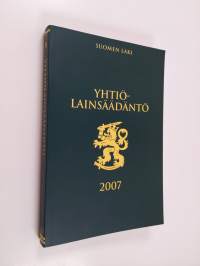 SUOMEN LAKI
YHTIÖ-
LAINSÄÄDÄNTÖ
2007